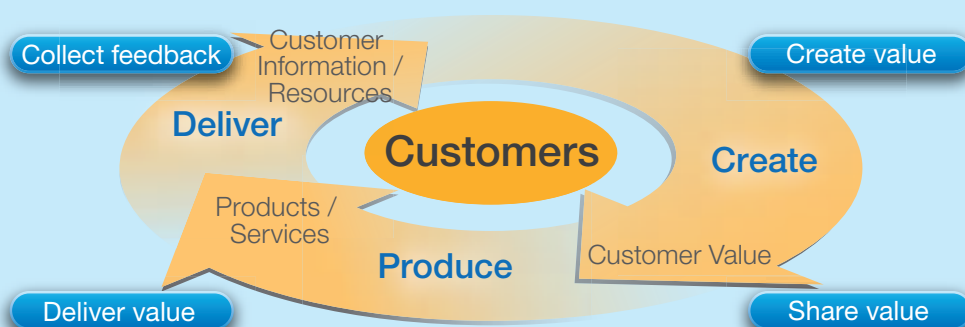 Collect feedback
Customer
Information /
Resources
Create value
Deliver
Customers
Create
Products /
Services
Produce
Customer Value
Deliver value
Share value